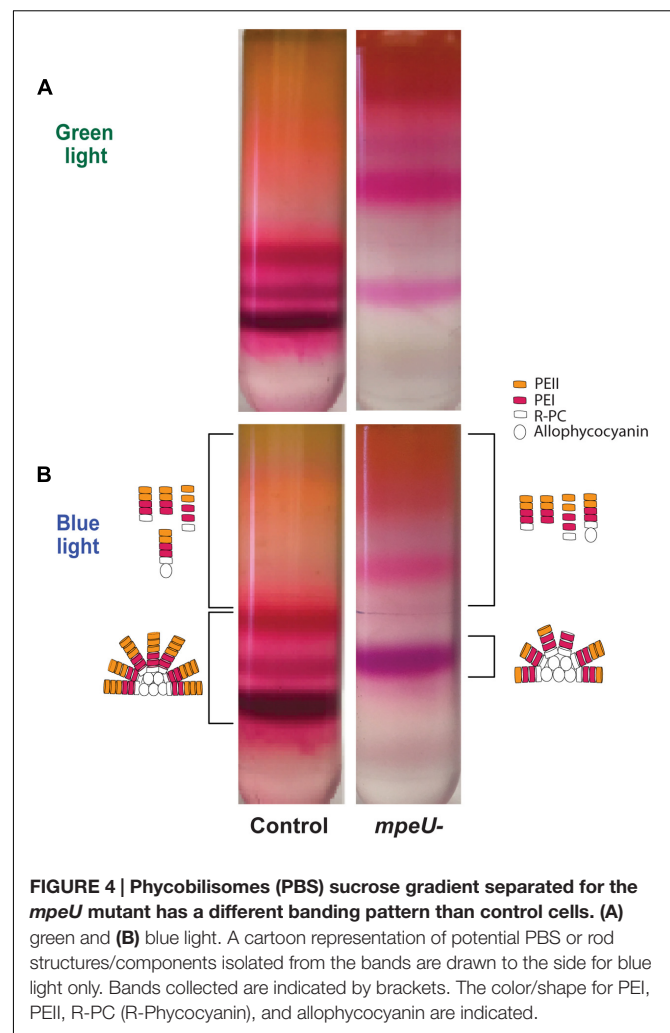 A
Green
light
PEII
PEI
R-PC
Allophycocyanin
B
Blue
light
Control
mpeU-
FIGURE 4 | Phycobilisomes (PBS) sucrose gradient separated for the
mpeU mutant has a different banding pattern than control cells. (A)
green and (B) blue light. A cartoon representation of potential PBS or rod
structures/components isolated from the bands are drawn to the side for blue
light only. Bands collected are indicated by brackets. The color/shape for PEI,
PEII, R-PC (R-Phycocyanin), and allophycocyanin are indicated.